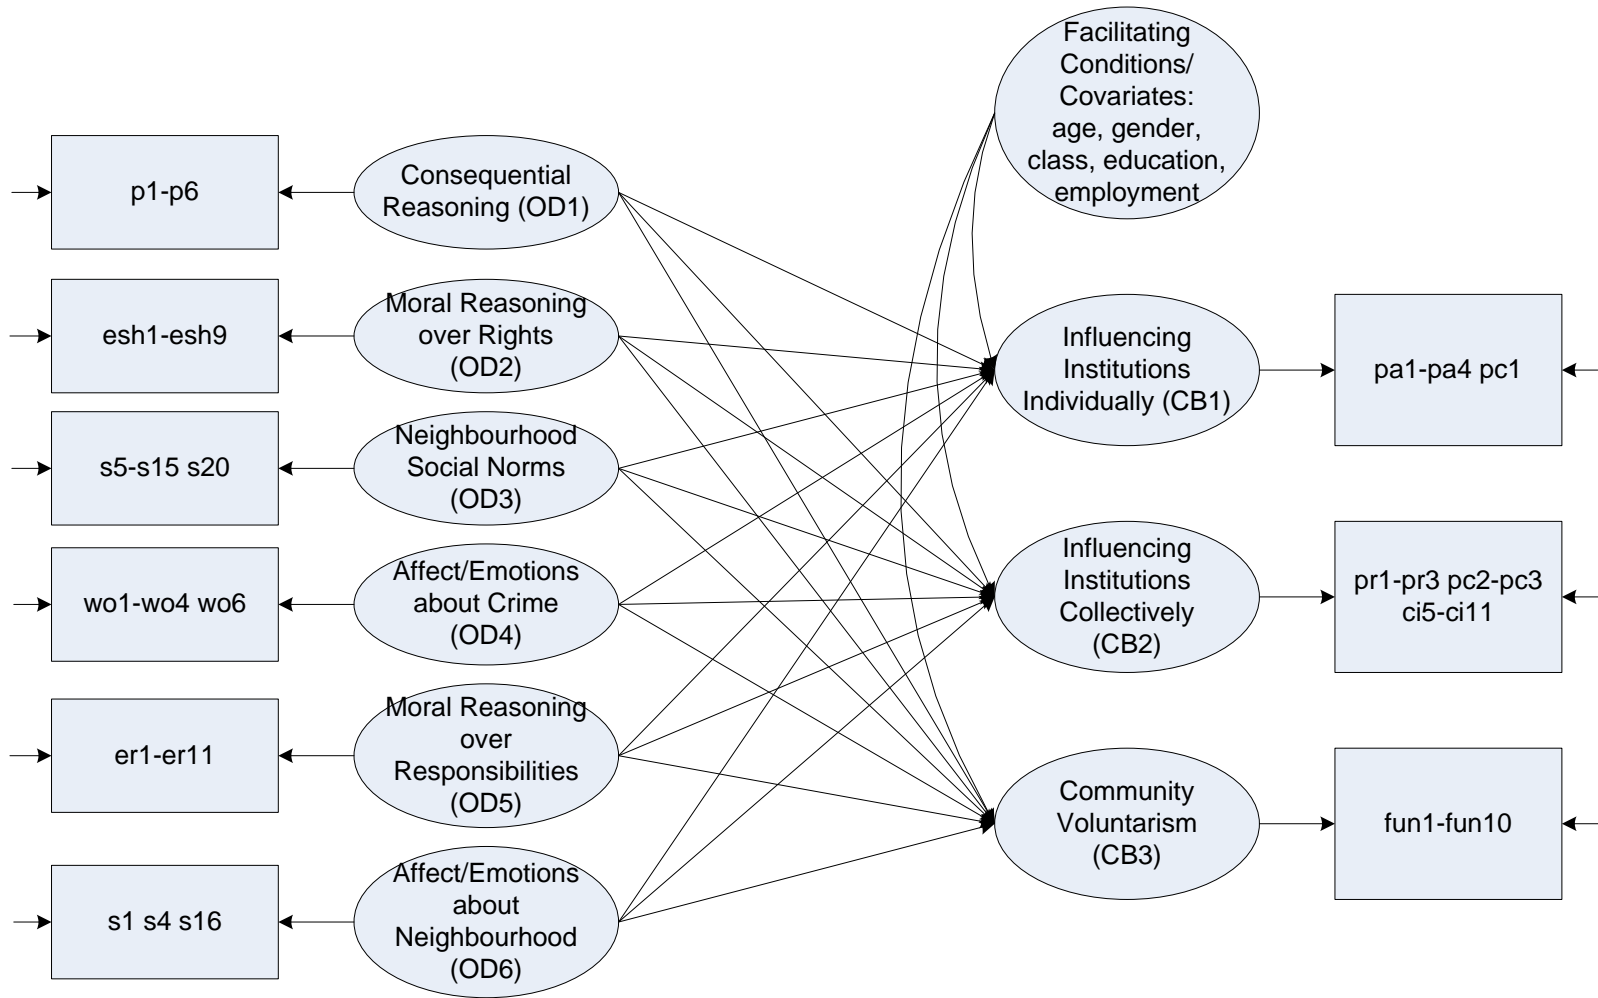 Facilitating
Conditions/
Covariates:
age, gender,
class, education,
employment
p1-p6
Consequential
Reasoning (OD1)
esh1-esh9
Moral Reasoning
over Rights
(OD2)
Influencing
Institutions
Individually (CB1)
pa1-pa4 pc1
s5-s15 s20
Neighbourhood
Social Norms
(OD3)
wo1-wo4 wo6
Affect/Emotions
about Crime
(OD4)
Influencing
Institutions
Collectively
(CB2)
pr1-pr3 pc2-pc3
ci5-ci11
er1-er11
Moral Reasoning
over
Responsibilities
(OD5)
Community
Voluntarism
(CB3)
fun1-fun10
s1 s4 s16
Affect/Emotions
about
Neighbourhood
(OD6)